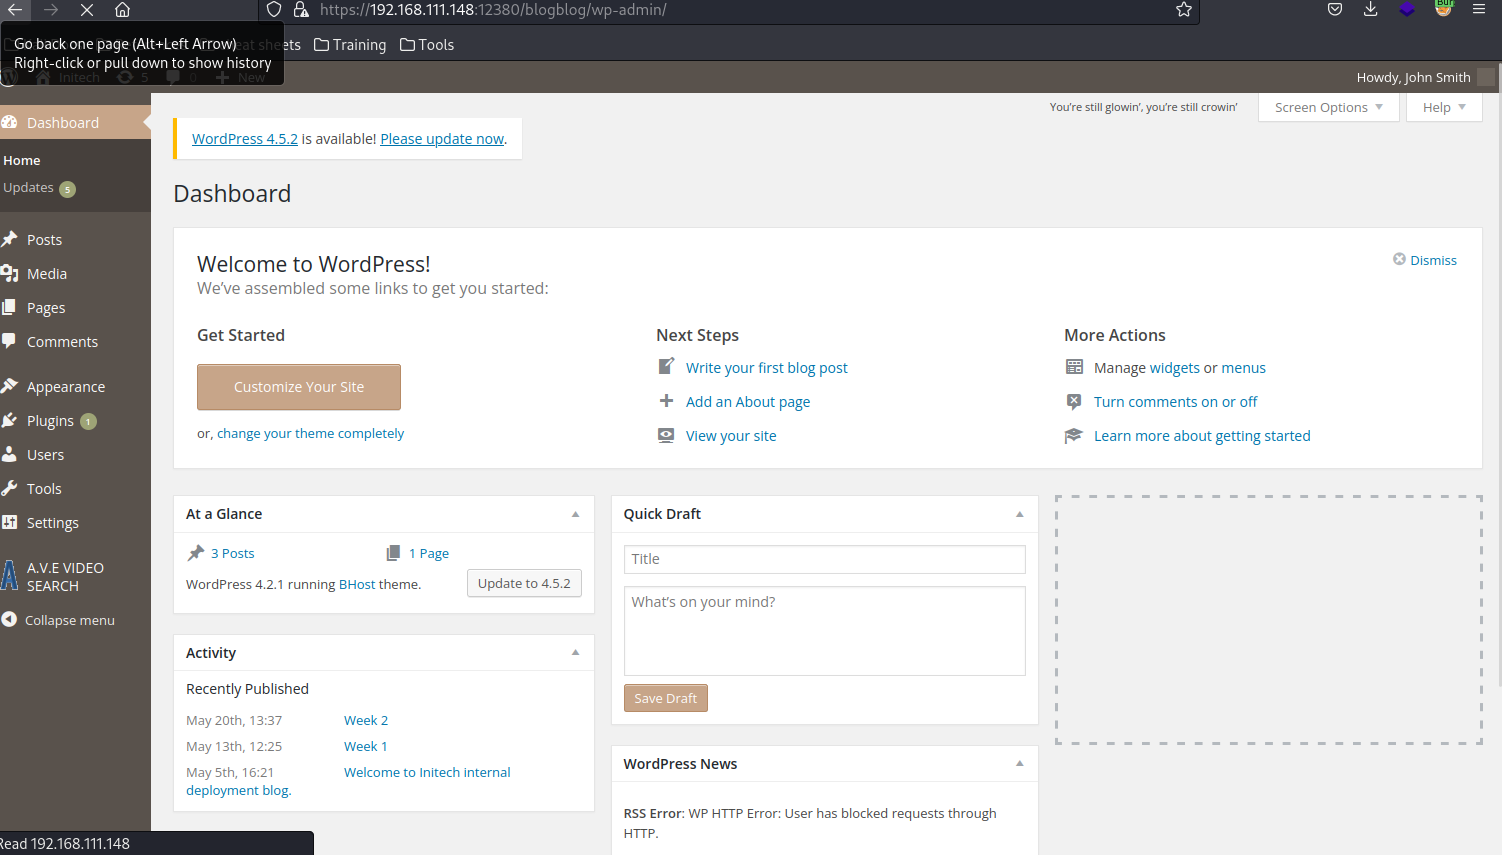 https://192.168.111.148:12380/blogblog/wp-admin/
Go back one page (Alt+Left Arrow)
Right-click or pull down to show history
eat sheets
Training
Tools
Initech
5
0
New
Howdy, John Smith
You're still glowin', you're still crowin'
Screen Options
Help
Dashboard
Home
Updates 5
Posts
Media
Pages
Comments
Appearance
Plugins 1
Users
Tools
Settings
A.V.E VIDEO
SEARCH
Collapse menu
WordPress 4.5.2 is available! Please update now.
Dashboard
Welcome to WordPress!
We've assembled some links to get you started:
Dismiss
Get Started
Customize Your Site
or, change your theme completely
Next Steps
Write your first blog post
Add an About page
View your site
More Actions
Manage widgets or menus
Turn comments on or off
Learn more about getting started
At a Glance
3 Posts
1 Page
WordPress 4.2.1 running BHost theme.
Update to 4.5.2
Activity
Recently Published
May 20th, 13:37 Week 2
May 13th, 12:25 Week 1
May 5th, 16:21 Welcome to Initech internal
deployment blog.
Quick Draft
Title
What's on your mind?
Save Draft
WordPress News
RSS Error: WP HTTP Error: User has blocked requests through
HTTP.
Read 192.168.111.148